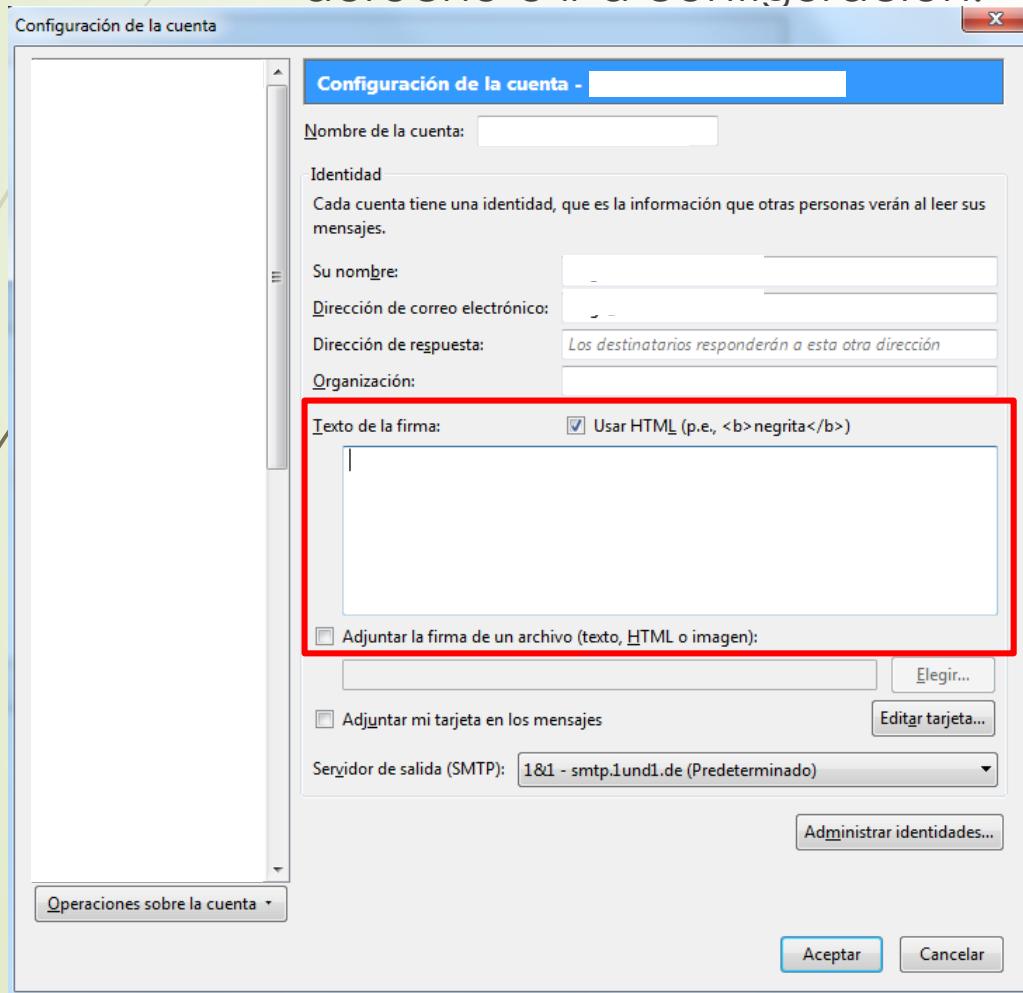 derecho e ir a configuración.
Configuración de la cuenta
Configuración de la cuenta -
Nombre de la cuenta:
Identidad
Cada cuenta tiene una identidad, que es la información que otras personas verán al leer sus
mensajes.
Su nombre:
Dirección de correo electrónico:
Dirección de respuesta: Los destinatarios responderán a esta otra dirección
Organización:
Texto de la firma: Usar HTML (p.e., <b>negrita</b>)
Adjuntar la firma de un archivo (texto, HTML o imagen):
Elegir...
Adjuntar mi tarjeta en los mensajes Editar tarjeta...
Servidor de salida (SMTP): 1&1 - smtp.1und1.de (Predeterminado)
Administrar identidades...
Operaciones sobre la cuenta
Aceptar Cancelar